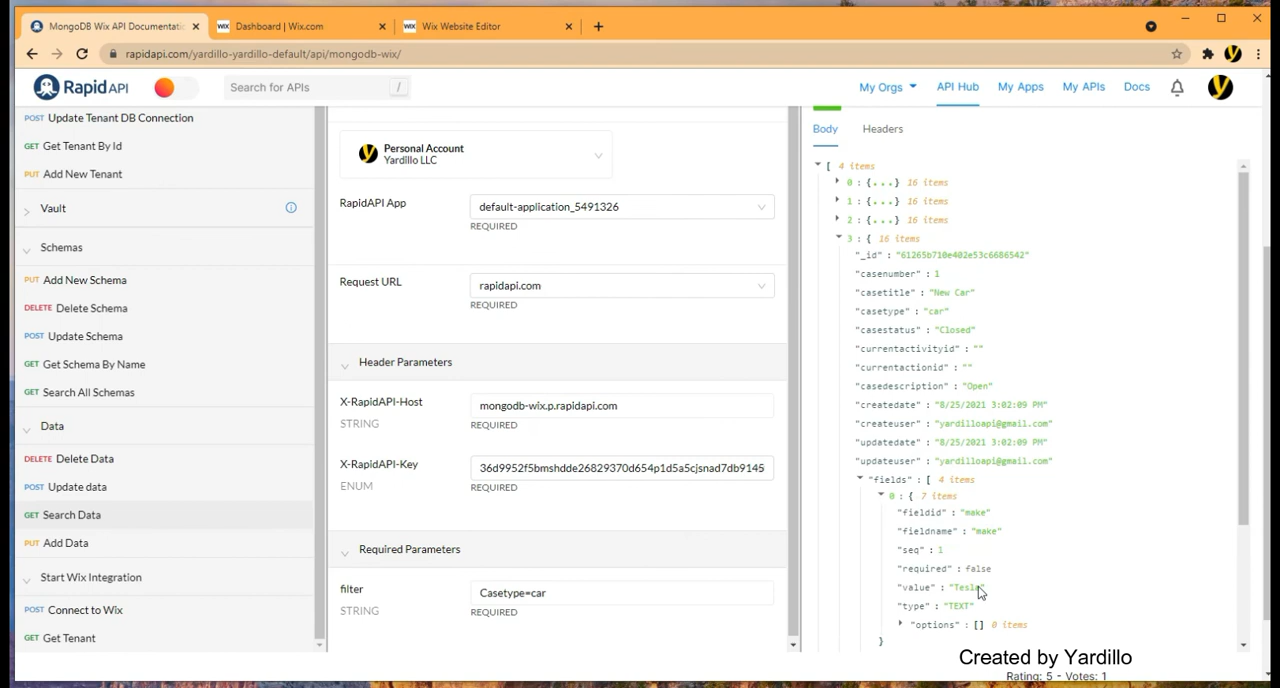 MongoDB Wix API Documentatio
WIX Dashboard | Wix.com
WIX Wix Website Editor
rapidapi.com/yardillo-yardillo-default/api/mongodb-wix/
Rapid API
Search for APIs /
My Orgs
API Hub
My Apps
My APIs
Docs
POST Update Tenant DB Connection
GET Get Tenant By Id
PUT Add New Tenant
Vault
Schemas
PUT Add New Schema
DELETE Delete Schema
POST Update Schema
GET Get Schema By Name
GET Search All Schemas
Data
DELETE Delete Data
POST Update data
GET Search Data
PUT Add Data
Start Wix Integration
POST Connect to Wix
GET Get Tenant
Personal Account
Yardillo LLC
RapidAPI App
default-application_5491326
REQUIRED
Request URL
rapidapi.com
REQUIRED
Header Parameters
X-RapidAPI-Host
mongodb-wix.p.rapidapi.com
STRING
REQUIRED
X-RapidAPI-Key
36d9952f5bmshdde26829370d654p1d5a5cjsnad7db9145
ENUM
REQUIRED
Required Parameters
filter
Casetype=car
STRING
REQUIRED
Body
Headers
[ 4 items
0 : {...} 16 items
1 : {...} 16 items
2 : {...} 16 items
3 : { 16 items
"_id" : "61265b710e402e53c6686542"
"casenumber" : 1
"casetitle" : "New Car"
"casetype" : "car"
"casestatus" : "Closed"
"currentactivityid" : ""
"currentactionid" : ""
"casedescription" : "Open"
"createdate" : "8/25/2021 3:02:09 PM"
"createuser" : "yardilloapi@gmail.com"
"updatedate" : "8/25/2021 3:02:09 PM"
"updateuser" : "yardilloapi@gmail.com"
"fields" : [ 4 items
0 : { 7 items
"fieldid" : "make"
"fieldname" : "make"
"seq" : 1
"required" : false
"value" : "Tesla"
"type" : "TEXT"
"options" : [] 0 items
}
Created by Yardillo
Rating: 5 - Votes: 1